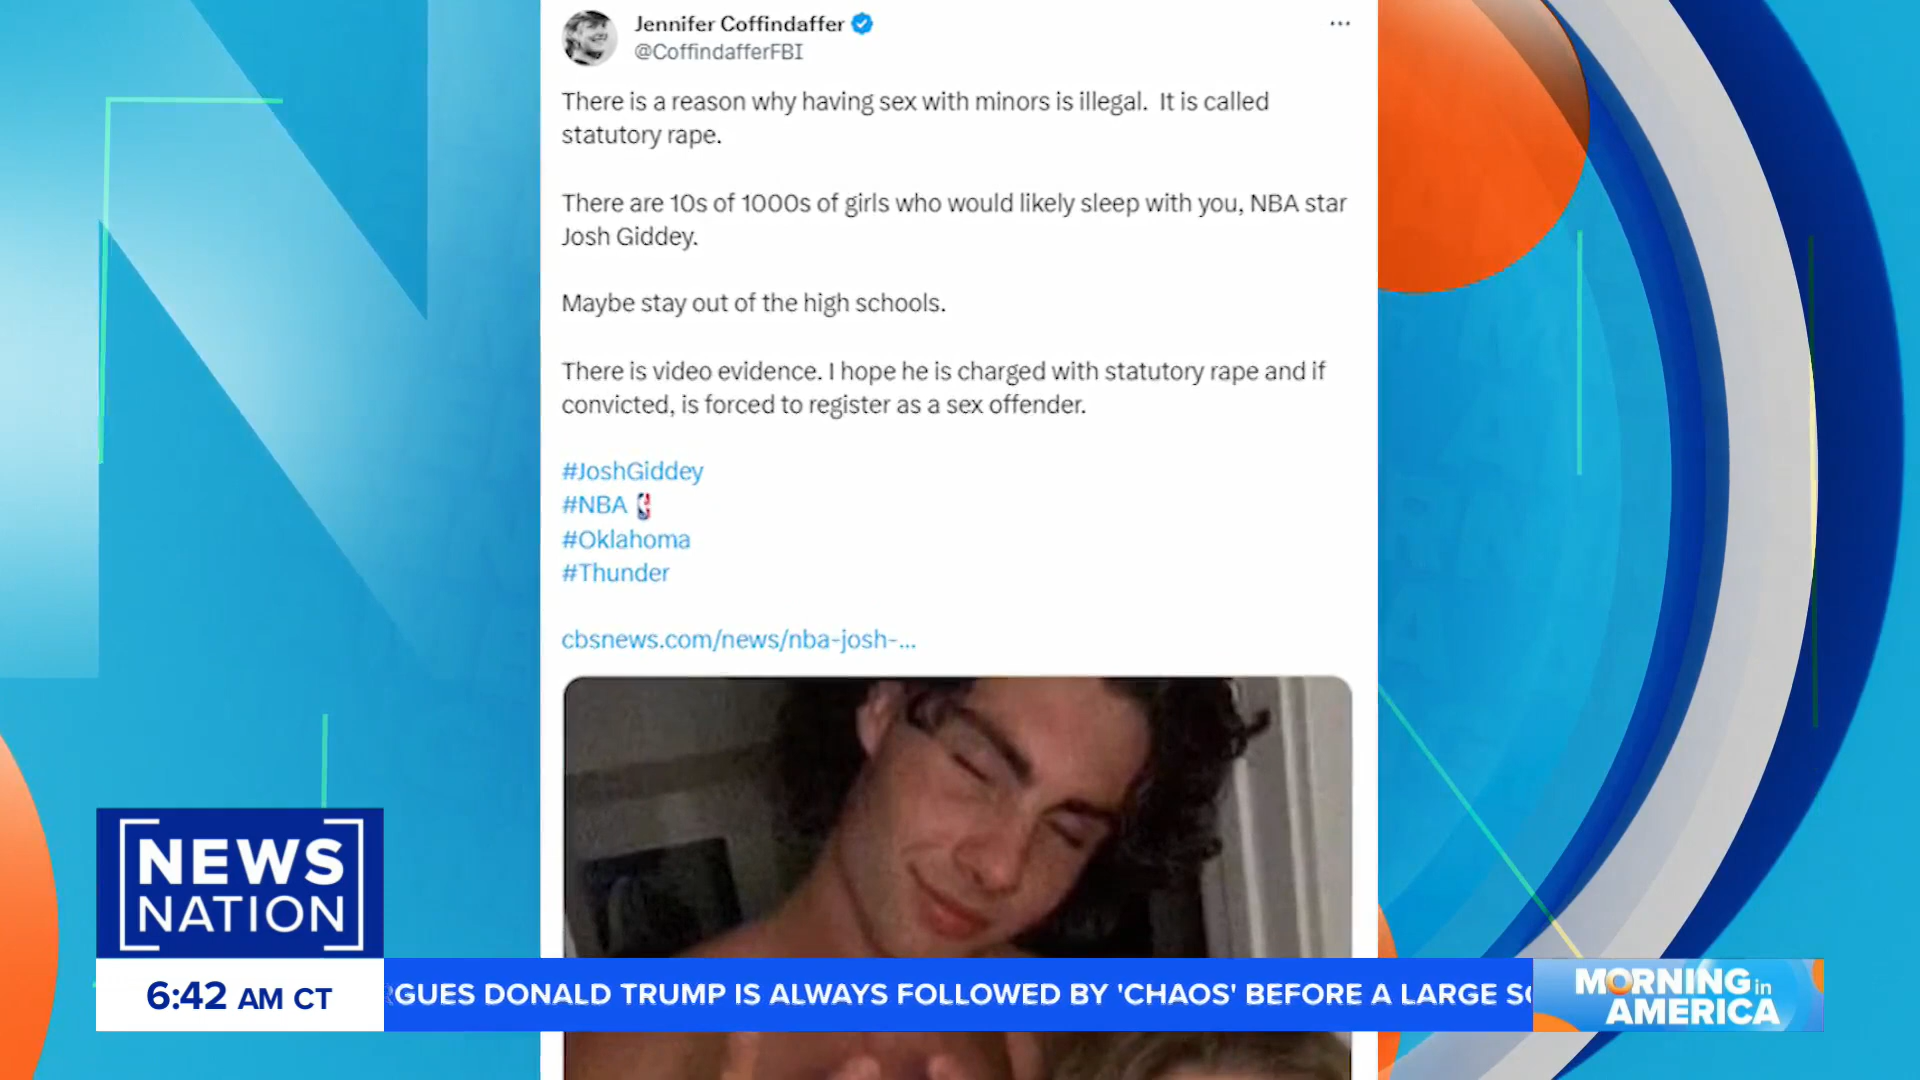 Jennifer Coffindaffer
@CoffindafferFBI
There is a reason why having sex with minors is illegal. It is called
statutory rape.
There are 10s of 1000s of girls who would likely sleep with you, NBA star
Josh Giddey.
Maybe stay out of the high schools.
There is video evidence. I hope he is charged with statutory rape and if
convicted, is forced to register as a sex offender.
#JoshGiddey
#NBA
#Oklahoma
#Thunder
cbsnews.com/news/nba-josh-...
NEWS
NATION
6:42 AM CT
GUES DONALD TRUMP IS ALWAYS FOLLOWED BY 'CHAOS' BEFORE A LARGE
MORNING in
AMERICA